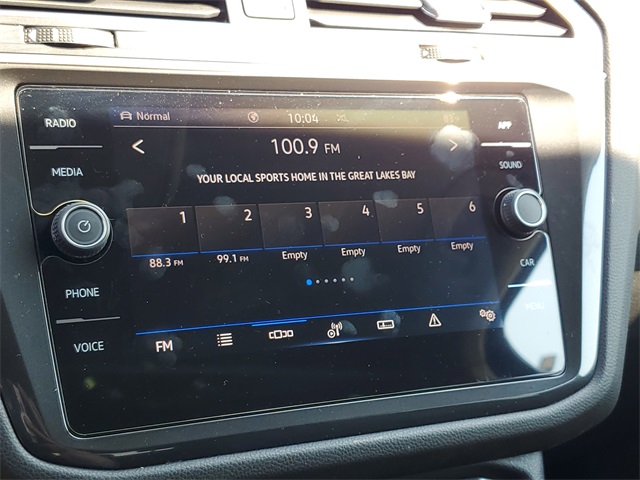 RADIO
MEDIA
PHONE
VOICE
Normal 10:04
100.9 FM
YOUR LOCAL SPORTS HOME IN THE GREAT LAKES BAY
1 2 3 4 5 6
88.3 FM 99.1 FM Empty Empty Empty Empty
FM
APP
SOUND
CAR
MENU